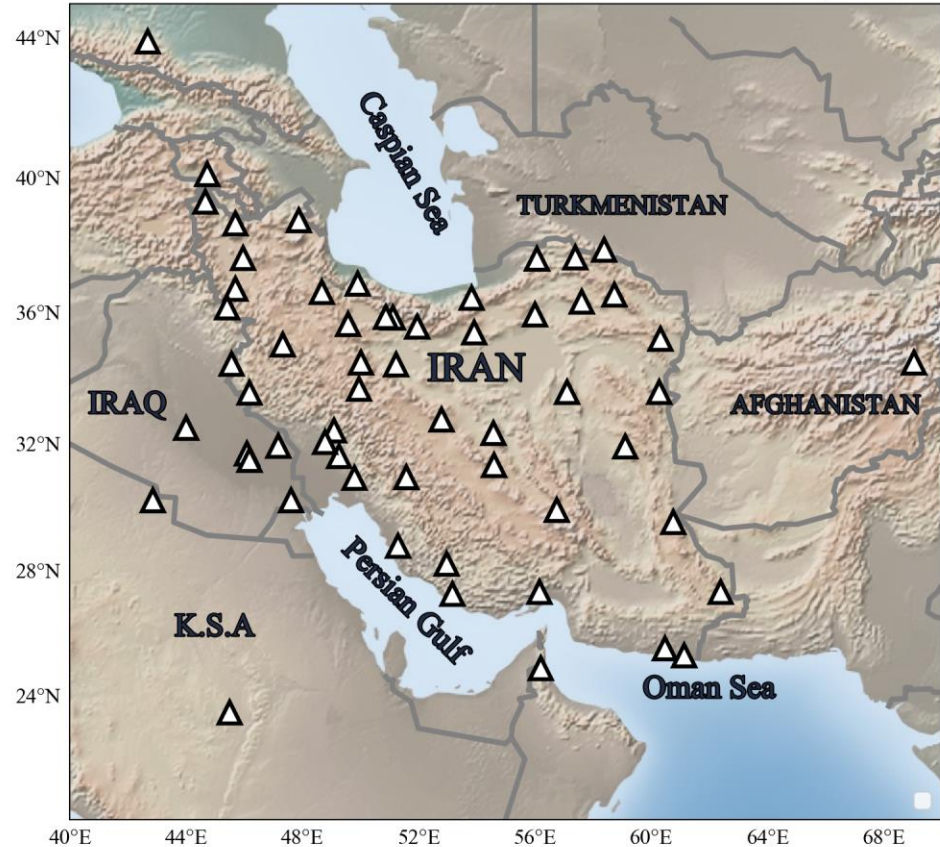 44°N
Caspian Sea
40°N
TURKMENISTAN
36°N
IRAN
IRAQ
AFGHANISTAN
32°N
28°N
Persian Gulf
K.S.A
24°N
Oman Sea
40°E 44°E 48°E 52°E 56°E 60°E 64°E 68°E